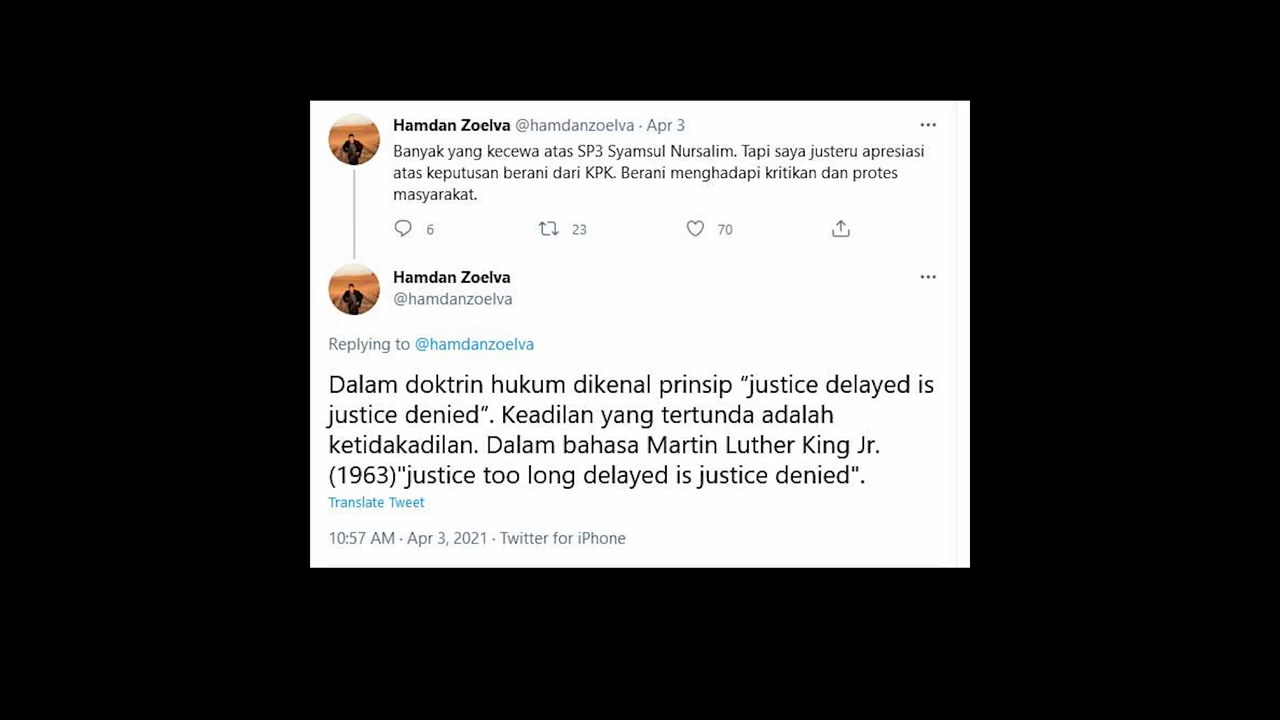 Hamdan Zoelva @hamdanzoelva · Apr 3
Banyak yang kecewa atas SP3 Syamsul Nursalim. Tapi saya justeru apresiasi
atas keputusan berani dari KPK. Berani menghadapi kritikan dan protes
masyarakat.
6 23 70
Hamdan Zoelva
@hamdanzoelva
Replying to @hamdanzoelva
Dalam doktrin hukum dikenal prinsip “justice delayed is
justice denied”. Keadilan yang tertunda adalah
ketidakadilan. Dalam bahasa Martin Luther King Jr.
(1963)"justice too long delayed is justice denied".
Translate Tweet
10:57 AM · Apr 3, 2021 · Twitter for iPhone